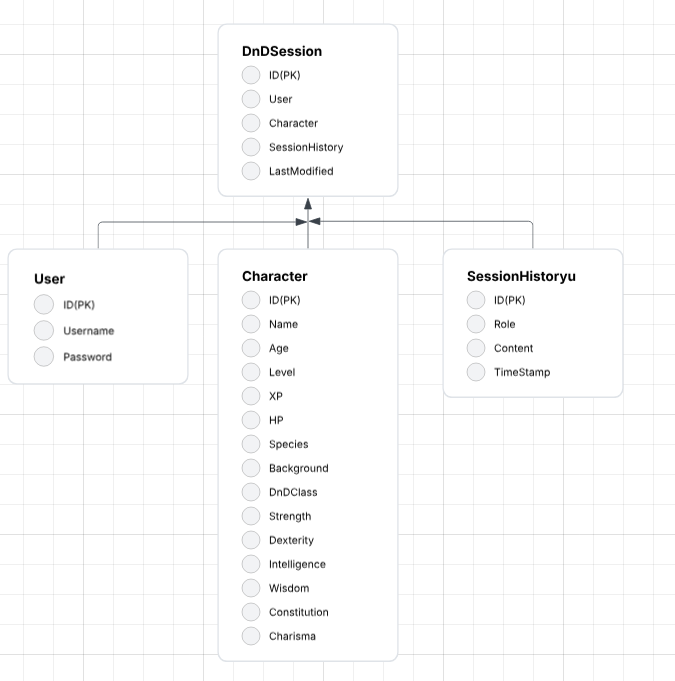 DnDSession
ID(PK)
User
Character
SessionHistory
LastModified
User
ID(PK)
Username
Password
Character
ID(PK)
Name
Age
Level
XP
HP
Species
Background
DnDClass
Strength
Dexterity
Intelligence
Wisdom
Constitution
Charisma
SessionHistoryu
ID(PK)
Role
Content
TimeStamp